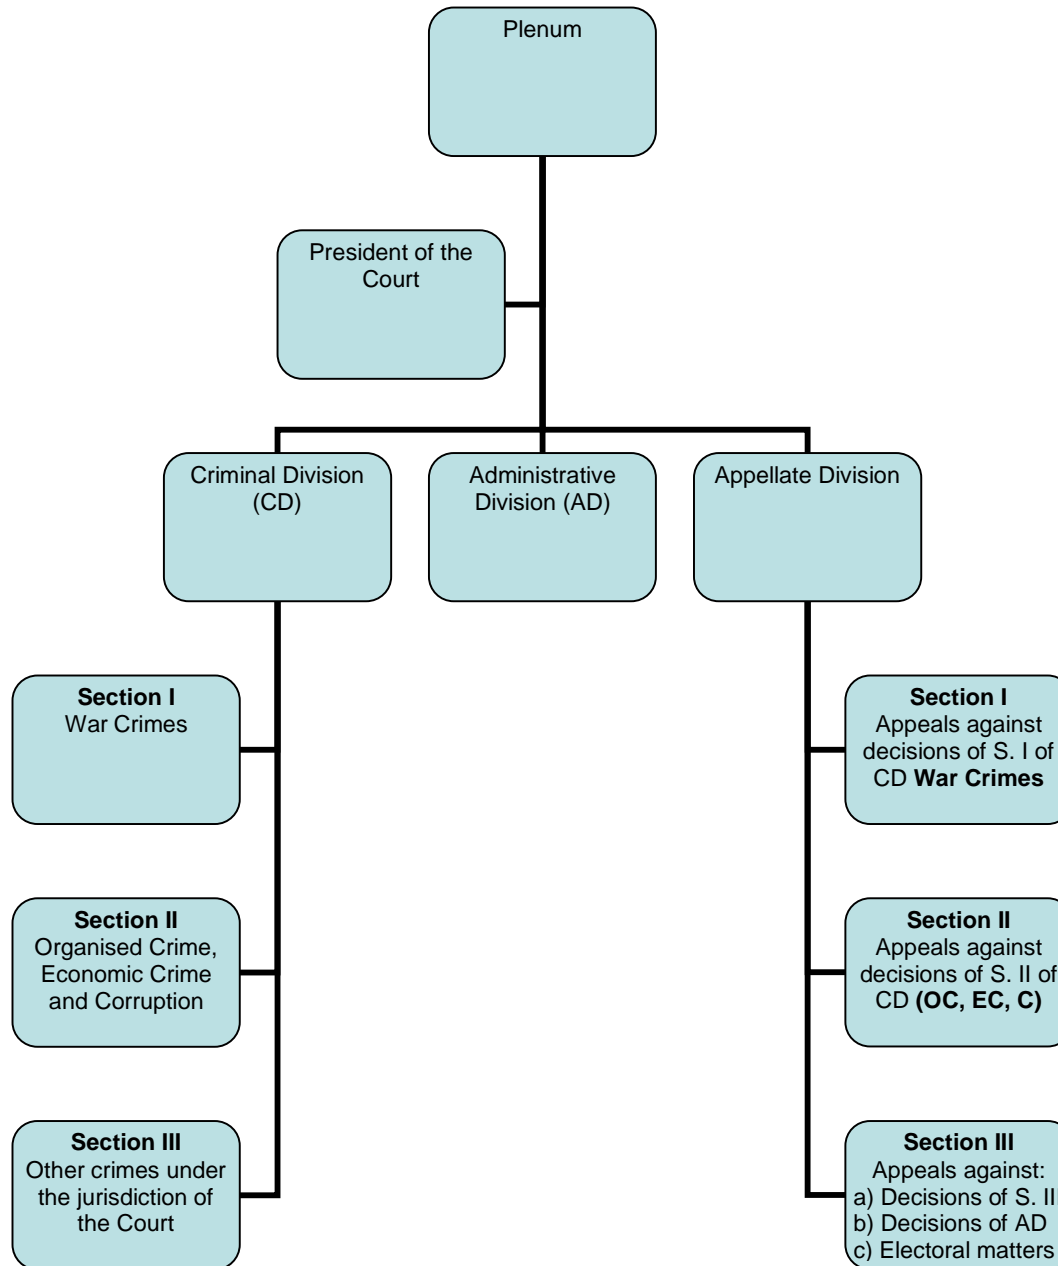 Plenum
President of the
Court
Criminal Division
(CD)
Administrative
Division (AD)
Appellate Division
Section I
War Crimes
Section I
Appeals against
decisions of S. I of
CD War Crimes
Section II
Organised Crime,
Economic Crime
and Corruption
Section II
Appeals against
decisions of S. II of
CD (OC, EC, C)
Section III
Other crimes under
the jurisdiction of
the Court
Section III
Appeals against:
a) Decisions of S. III
b) Decisions of AD
c) Electoral matters